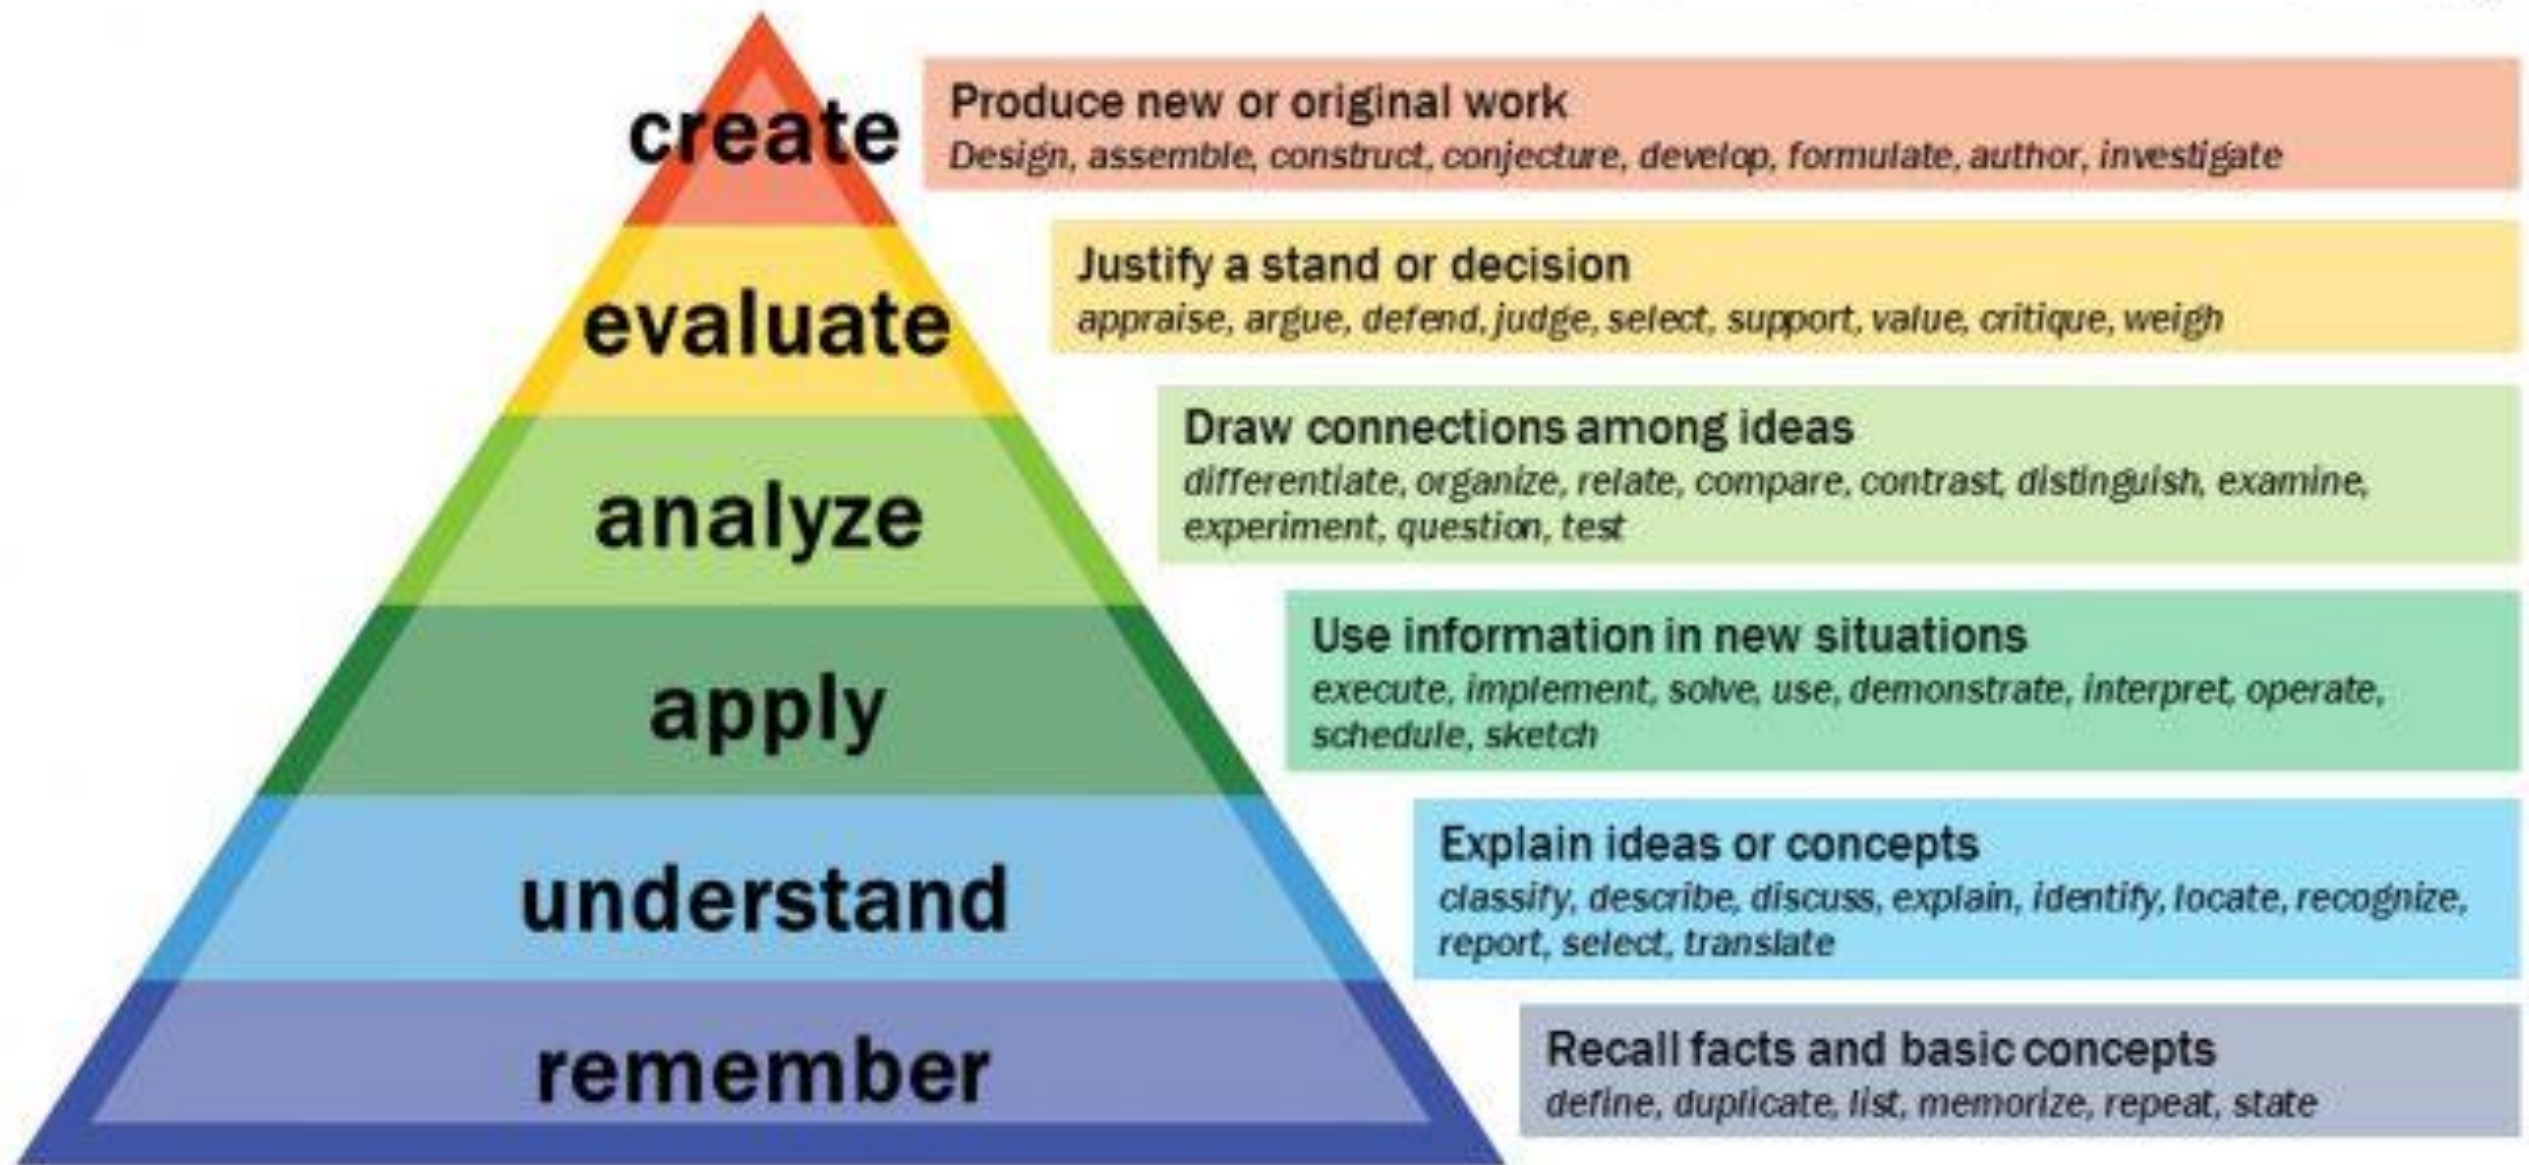 create
Produce new or original work
Design, assemble, construct, conjecture, develop, formulate, author, investigate
evaluate
Justify a stand or decision
appraise, argue, defend, judge, select, support, value, critique, weigh
analyze
Draw connections among ideas
differentiate, organize, relate, compare, contrast, distinguish, examine,
experiment, question, test
apply
Use information in new situations
execute, implement, solve, use, demonstrate, interpret, operate,
schedule, sketch
understand
Explain ideas or concepts
classify, describe, discuss, explain, identify, locate, recognize,
report, select, translate
remember
Recall facts and basic concepts
define, duplicate, list, memorize, repeat, state